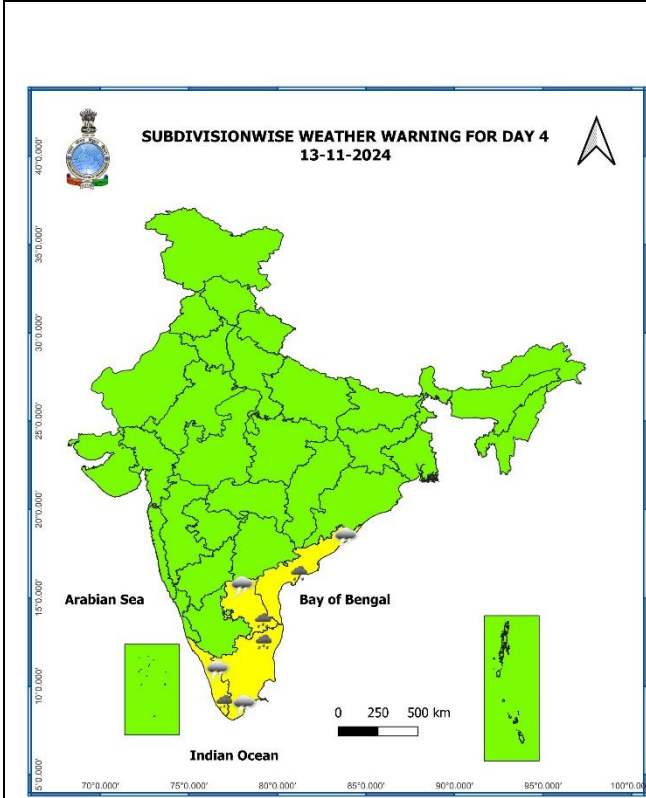 SUBDIVISIONWISE WEATHER WARNING FOR DAY 4
13-11-2024
40°0.000'
35°0.000'
30°0.000'
25°0.000'
20°0.000'
15°0.000'
10°0.000'
5°0.000'
Arabian Sea
Bay of Bengal
0 250 500 km
Indian Ocean
70°0.000' 75°0.000' 80°0.000' 85°0.000' 90°0.000' 95°0.000' 100°0.000'